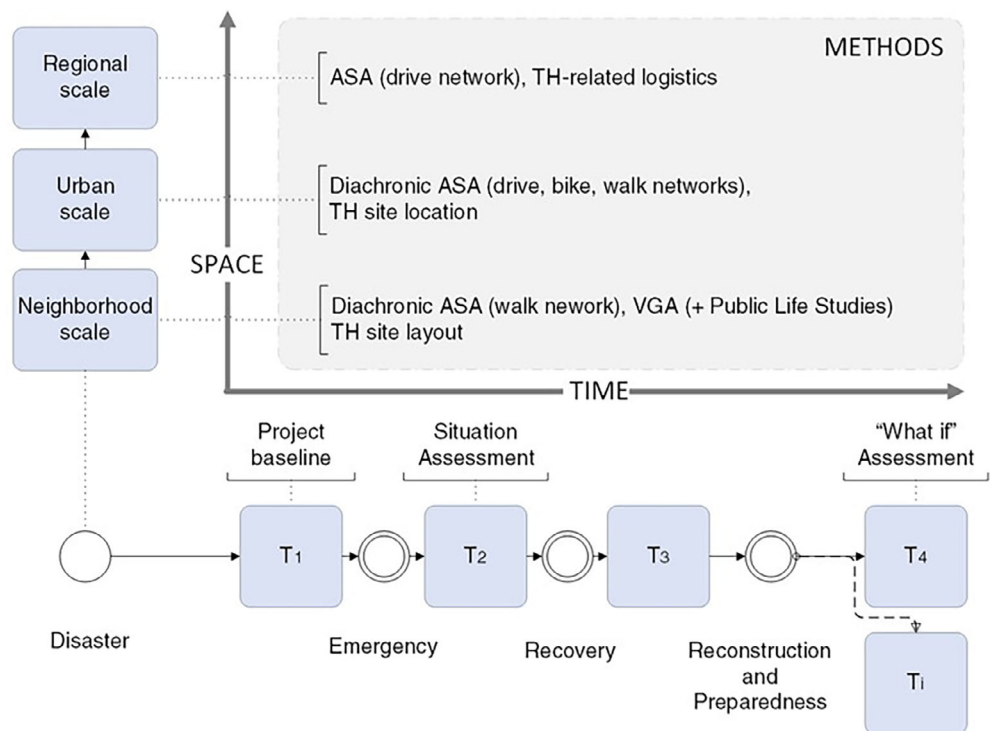 METHODS
Regional
scale
ASA (drive network), TH-related logistics
Urban
scale
Diachronic ASA (drive, bike, walk networks),
TH site location
SPACE
Neighborhood
scale
Diachronic ASA (walk nework), VGA (+ Public Life Studies)
TH site layout
TIME
Project
baseline
Situation
Assessment
“What if”
Assessment
T1
T2
T3
T4
Disaster
Emergency
Recovery
Reconstruction
and
Preparedness
Ti